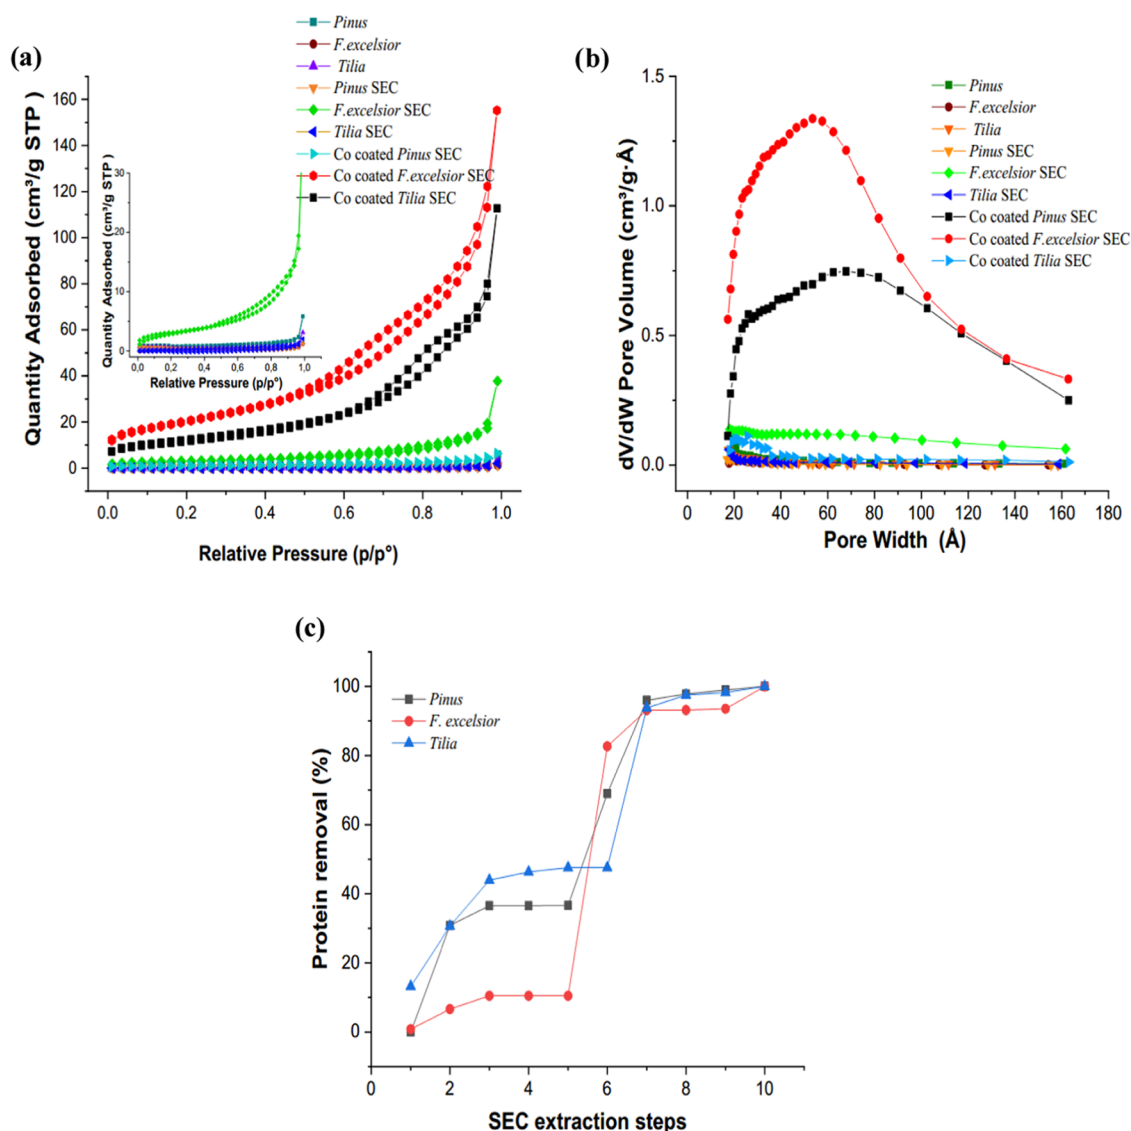 (a)
Pinus
F.excelsior
Tilia
Pinus SEC
F.excelsior SEC
Tilia SEC
Co coated Pinus SEC
Co coated F.excelsior SEC
Co coated Tilia SEC
Quantity Adsorbed (cm³/g STP )
160
140
120
100
80
60
40
20
0
0.0 0.2 0.4 0.6 0.8 1.0
Relative Pressure (p/p°)
Quantity Adsorbed (cm³/g STP )
30
20
10
0
0,0 0,2 0,4 0,6 0,8 1,0
Relative Pressure (p/p°)
(b)
Pinus
F.excelsior
Tilia
Pinus SEC
F.excelsior SEC
Tilia SEC
Co coated Pinus SEC
Co coated F.excelsior SEC
Co coated Tilia SEC
dV/dW Pore Volume (cm³/g·Å)
1.5
1.0
0.5
0.0
0 20 40 60 80 100 120 140 160 180
Pore Width (Å)
(c)
Pinus
F. excelsior
Tilia
Protein removal (%)
100
80
60
40
20
0
0 2 4 6 8 10
SEC extraction steps